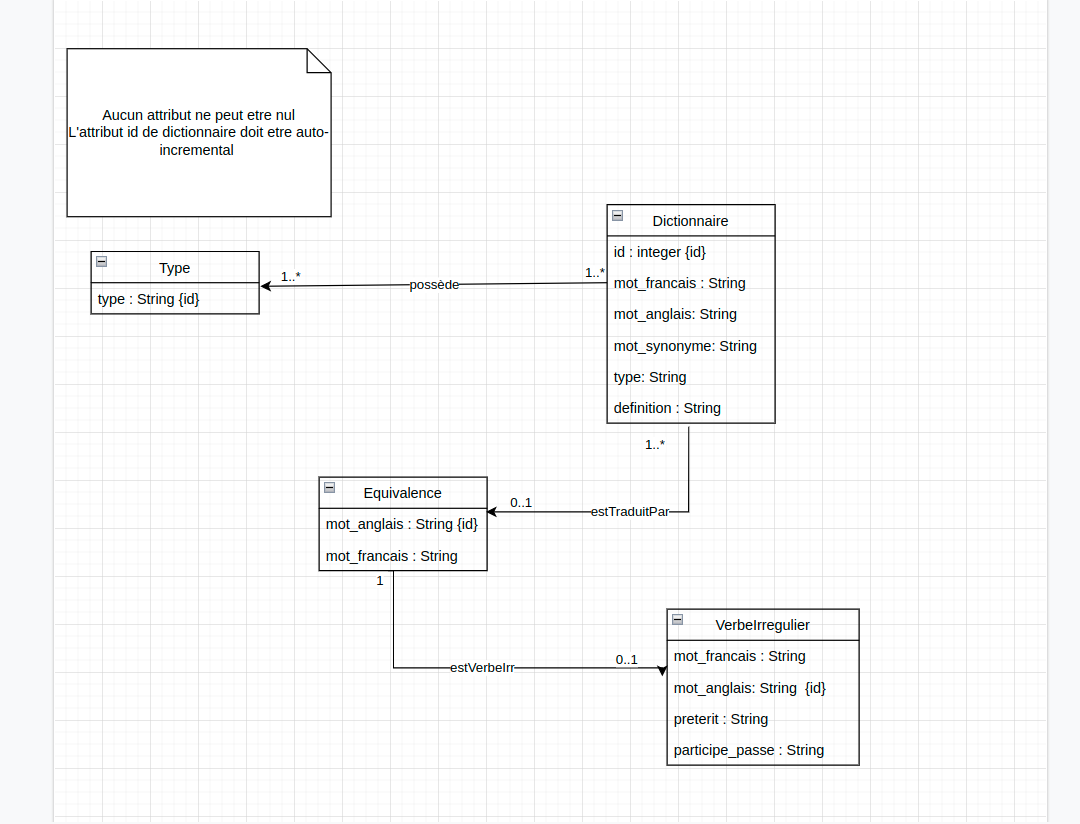 Aucun attribut ne peut etre nul
L'attribut id de dictionnaire doit etre auto-
incremental
Dictionnaire
id : integer {id}
mot_francais : String
mot_anglais: String
mot_synonyme: String
type: String
definition : String
Type
type : String {id}
1..*
possède
1..*
1..*
Equivalence
mot_anglais : String {id}
mot_francais : String
0..1
estTraduitPar
1
estVerbeIrr
0..1
VerbeIrregulier
mot_francais : String
mot_anglais: String  {id}
preterit : String
participe_passe : String